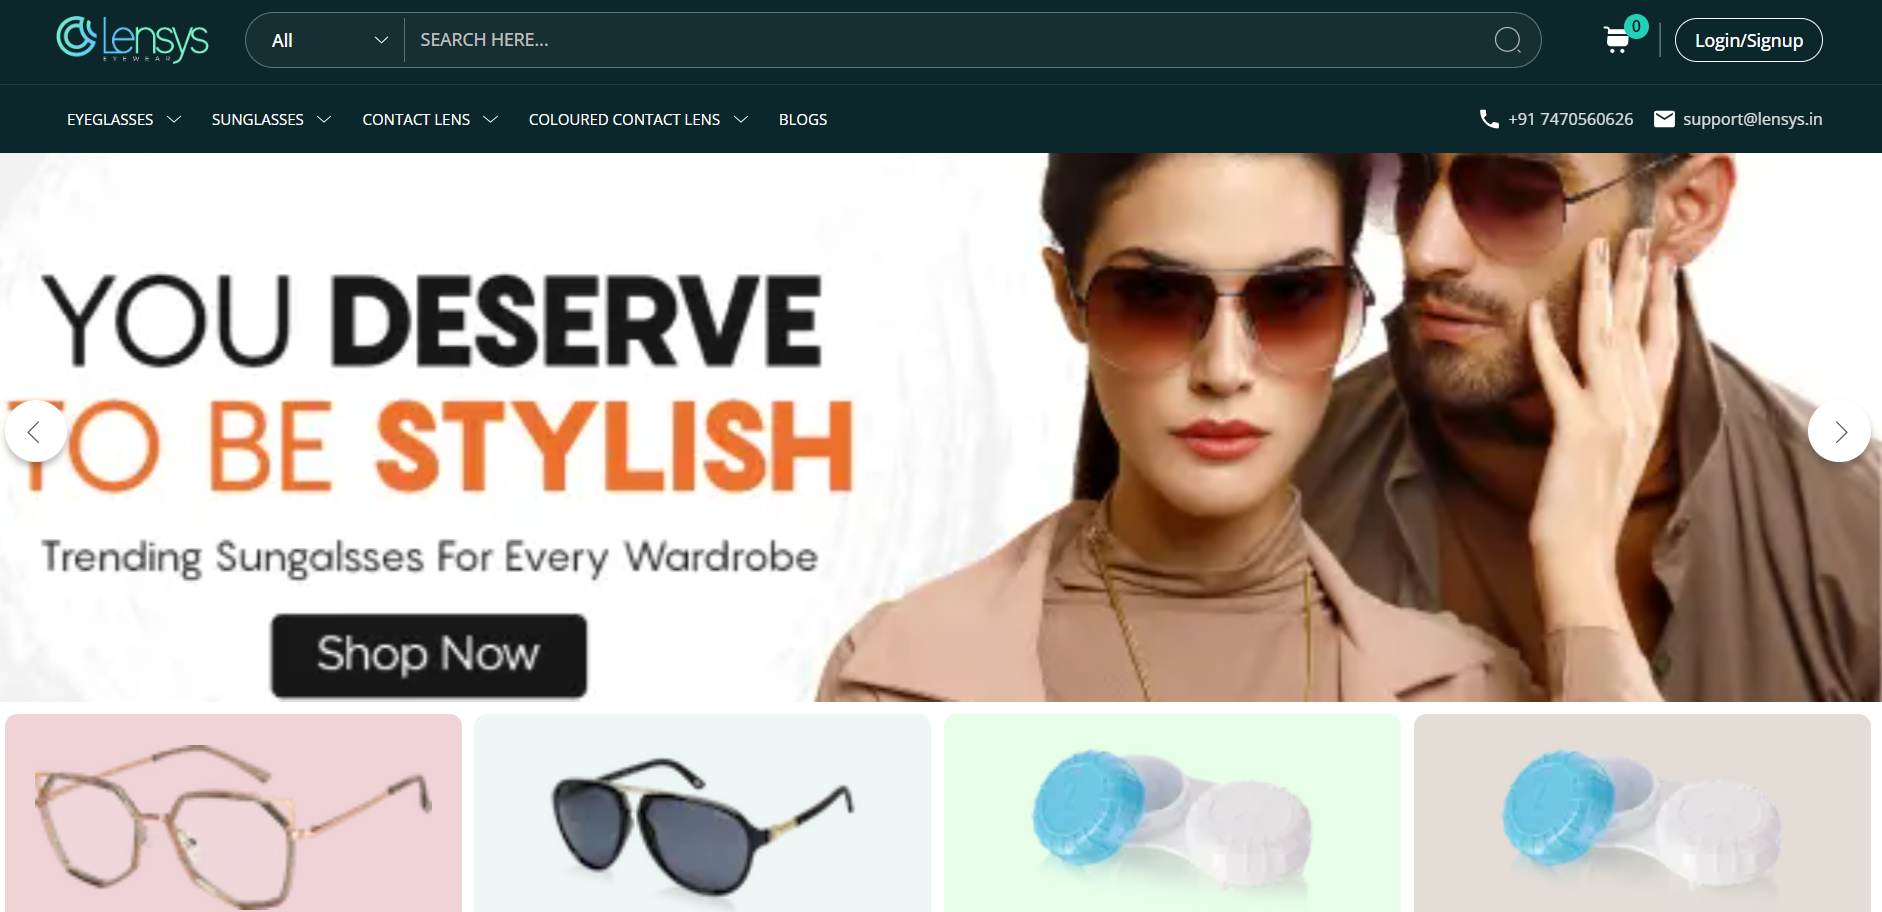 Lensys
EYEWEAR
All
SEARCH HERE...
0
Login/Signup
EYEGLASSES
SUNGLASSES
CONTACT LENS
COLOURED CONTACT LENS
BLOGS
+91 7470560626
support@lensys.in
YOU DESERVE
TO BE STYLISH
Trending Sungalsses For Every Wardrobe
Shop Now